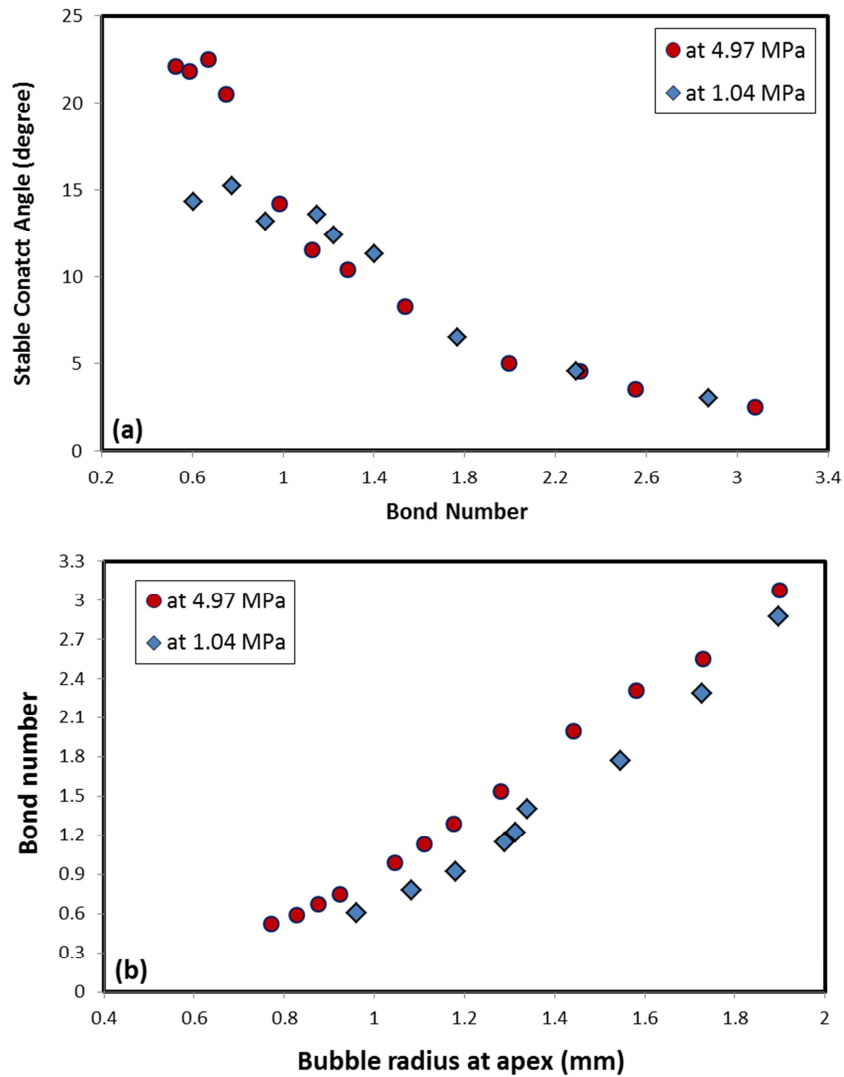 25
20
15
10
5
0
Stable Conatct Angle (degree)
at 4.97 MPa
at 1.04 MPa
(a)
0.2 0.6 1 1.4 1.8 2.2 2.6 3 3.4
Bond Number
3.3
3
2.7
2.4
2.1
1.8
1.5
1.2
0.9
0.6
0.3
0
Bond number
at 4.97 MPa
at 1.04 MPa
(b)
0.4 0.6 0.8 1 1.2 1.4 1.6 1.8 2
Bubble radius at apex (mm)